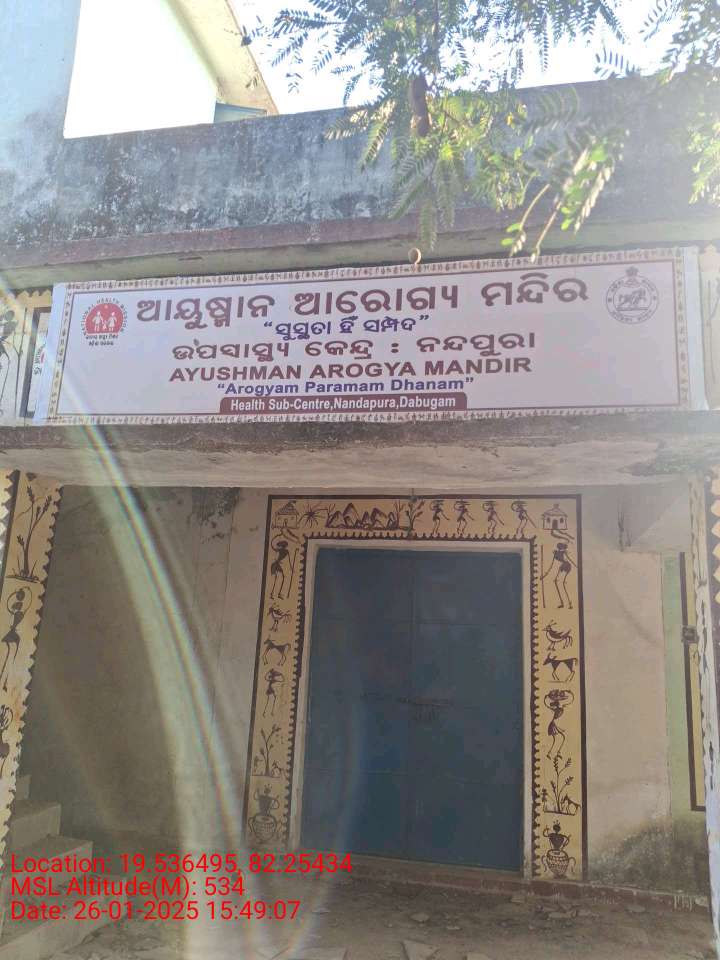 ଆୟୁଷ୍ମାନ ଆରୋଗ୍ୟ ମନ୍ଦିର
“ସୁସ୍ଥତା ହିଁ ସମ୍ପଦ”
ଉପସ୍ୱାସ୍ଥ୍ୟ କେନ୍ଦ୍ର : ନନ୍ଦପୁରା
AYUSHMAN AROGYA MANDIR
“Arogyam Paramam Dhanam”
Health Sub-Centre,Nandapura,Dabugam
Location: 19.536495, 82.25434
MSL Altitude(M): 534
Date: 26-01-2025 15:49:07